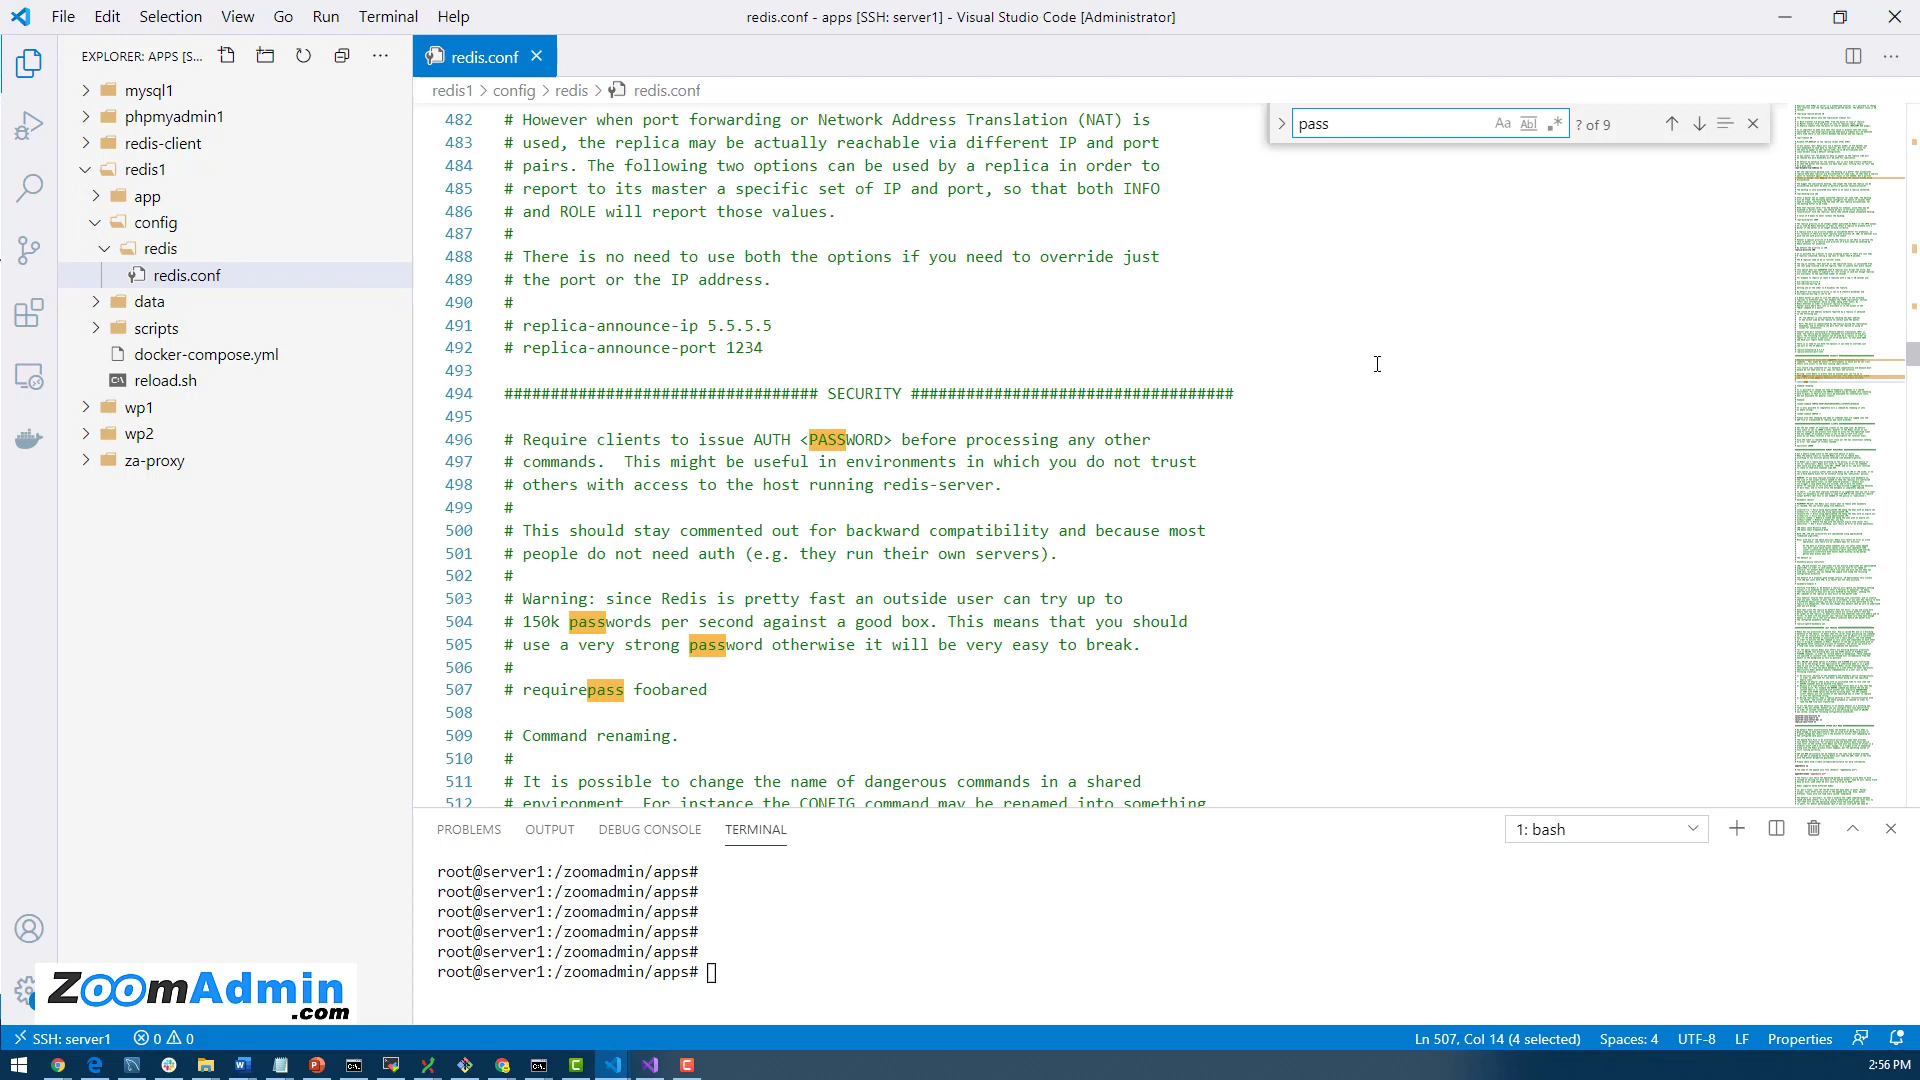 File Edit Selection View Go Run Terminal Help
redis.conf - apps [SSH: server1] - Visual Studio Code [Administrator]
EXPLORER: APPS [S...
mysql1
phpmyadmin1
redis-client
redis1
app
config
redis
redis.conf
data
scripts
docker-compose.yml
reload.sh
wp1
wp2
za-proxy
redis.conf
redis1 > config > redis > redis.conf
pass
Aa Abl .* ? of 9
482 # However when port forwarding or Network Address Translation (NAT) is
483 # used, the replica may be actually reachable via different IP and port
484 # pairs. The following two options can be used by a replica in order to
485 # report to its master a specific set of IP and port, so that both INFO
486 # and ROLE will report those values.
487 #
488 # There is no need to use both the options if you need to override just
489 # the port or the IP address.
490 #
491 # replica-announce-ip 5.5.5.5
492 # replica-announce-port 1234
493
494 ################################## SECURITY ###################################
495
496 # Require clients to issue AUTH <PASSWORD> before processing any other
497 # commands.  This might be useful in environments in which you do not trust
498 # others with access to the host running redis-server.
499 #
500 # This should stay commented out for backward compatibility and because most
501 # people do not need auth (e.g. they run their own servers).
502 #
503 # Warning: since Redis is pretty fast an outside user can try up to
504 # 150k passwords per second against a good box. This means that you should
505 # use a very strong password otherwise it will be very easy to break.
506 #
507 # requirepass foobared
508
509 # Command renaming.
510 #
511 # It is possible to change the name of dangerous commands in a shared
512 # environment. For instance the CONFIG command may be renamed into something
PROBLEMS OUTPUT DEBUG CONSOLE TERMINAL
1: bash
root@server1:/zoomadmin/apps#
root@server1:/zoomadmin/apps#
root@server1:/zoomadmin/apps#
root@server1:/zoomadmin/apps#
root@server1:/zoomadmin/apps#
root@server1:/zoomadmin/apps#
ZoomAdmin
.com
SSH: server1 0 0
Ln 507, Col 14 (4 selected) Spaces: 4 UTF-8 LF Properties
2:56 PM